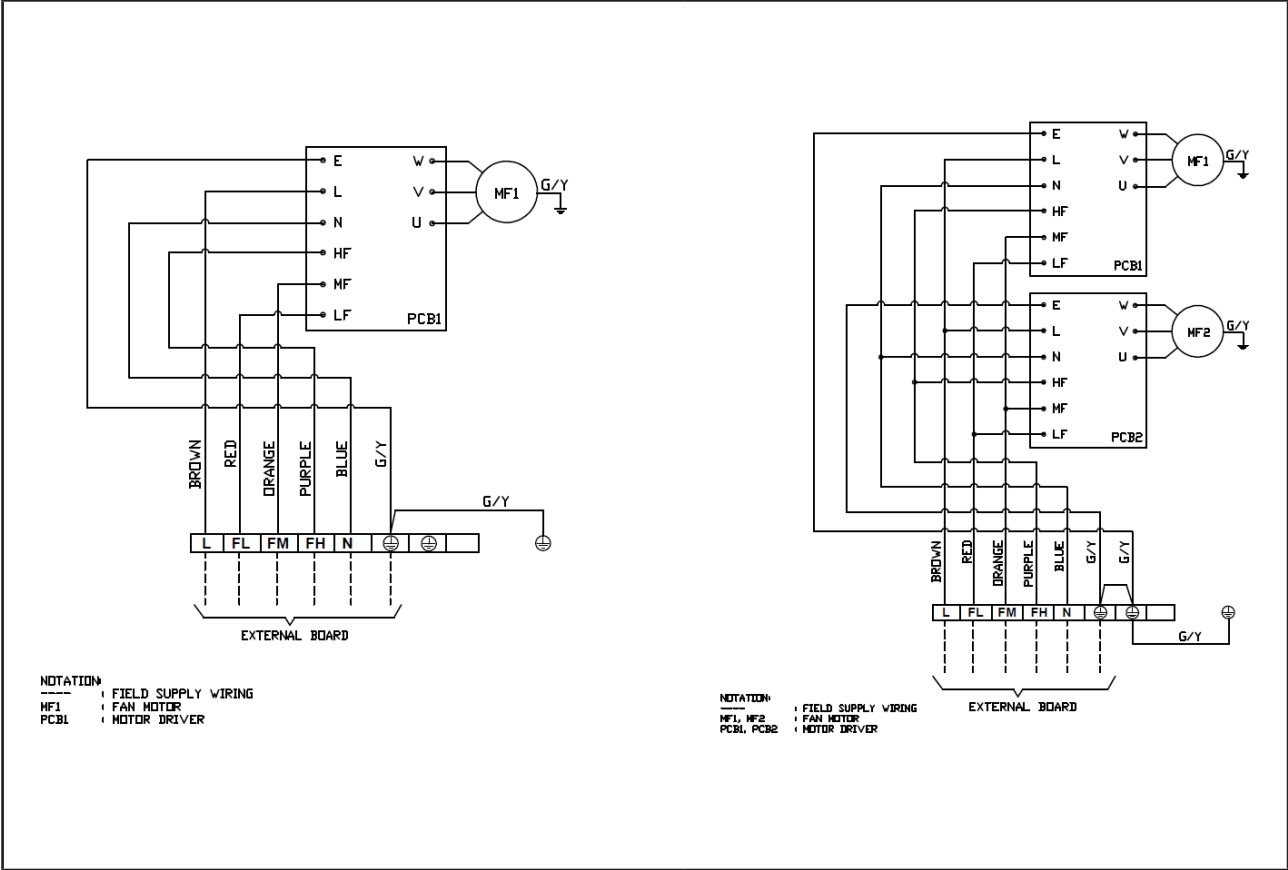 E W
L V MF1 G/Y
N U
HF
MF
LF PCB1
BROWN RED ORANGE PURPLE BLUE G/Y
G/Y
L FL FM FH N
EXTERNAL BOARD
NOTATION:
---- : FIELD SUPPLY WIRING
MF1 : FAN MOTOR
PCB1 : MOTOR DRIVER
E W
L V MF1 G/Y
N U
HF
MF
LF PCB1
E W
L V MF2 G/Y
N U
HF
MF
LF PCB2
BROWN RED ORANGE PURPLE BLUE G/Y G/Y
L FL FM FH N
G/Y
EXTERNAL BOARD
NOTATION:
---- : FIELD SUPPLY WIRING
MF1, MF2 : FAN MOTOR
PCB1, PCB2 : MOTOR DRIVER